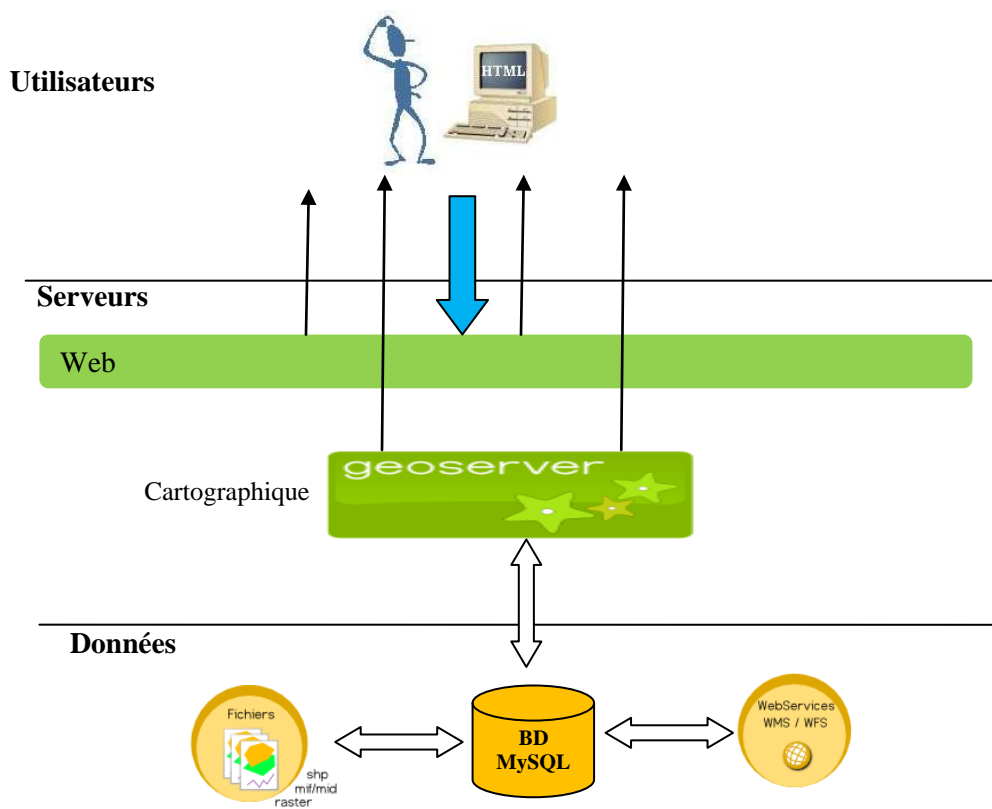 Utilisateurs
HTML
Serveurs
Web
geoserver
Cartographique
Données
Fichiers
shp
mif/mid
raster
BD
MySQL
WebServices
WMS / WFS